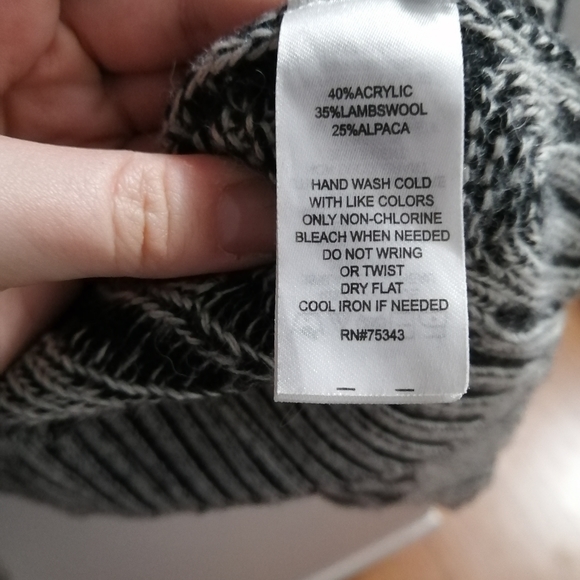 40%ACRYLIC
35%LAMBSWOOL
25%ALPACA
HAND WASH COLD
WITH LIKE COLORS
ONLY NON-CHLORINE
BLEACH WHEN NEEDED
DO NOT WRING
OR TWIST
DRY FLAT
COOL IRON IF NEEDED
RN#75343